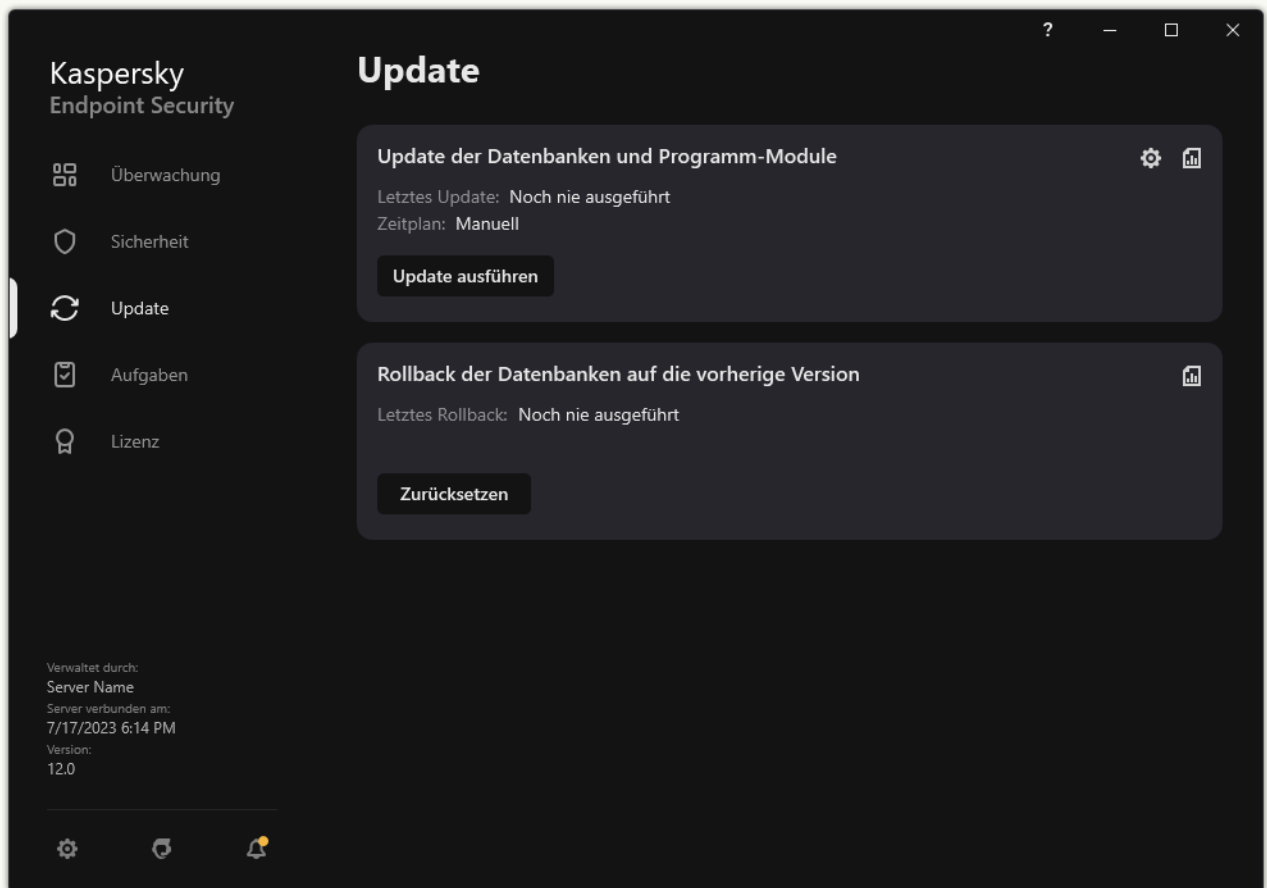 ?
Kaspersky
Endpoint Security
Überwachung
Sicherheit
Update
Aufgaben
Lizenz
Verwaltet durch:
Server Name
Server verbunden am:
7/17/2023 6:14 PM
Version:
12.0
Update
Update der Datenbanken und Programm-Module
Letztes Update: Noch nie ausgeführt
Zeitplan: Manuell
Update ausführen
Rollback der Datenbanken auf die vorherige Version
Letztes Rollback: Noch nie ausgeführt
Zurücksetzen